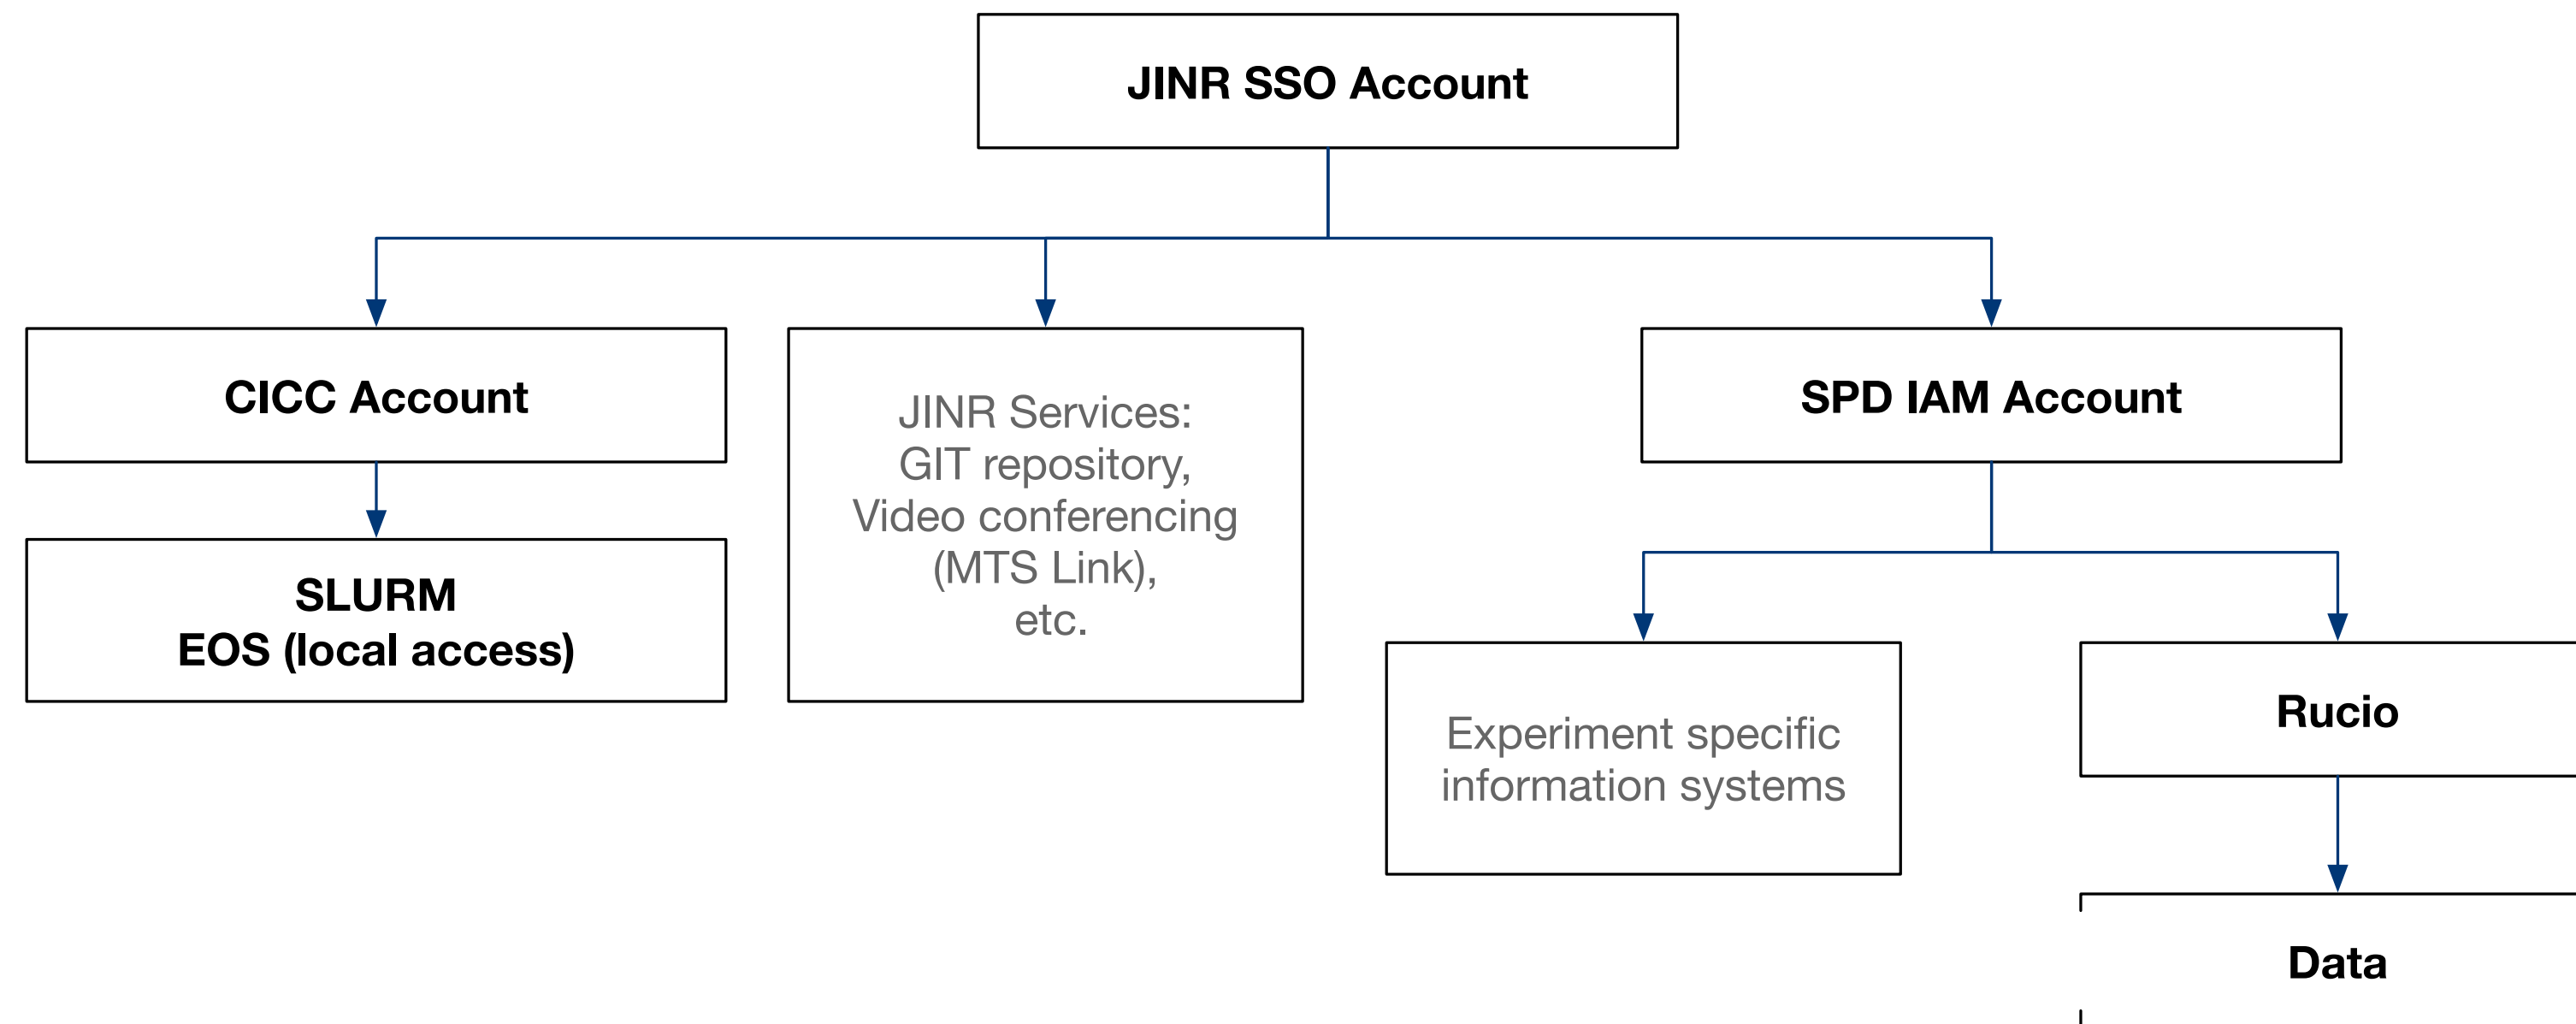 JINR SSO Account
CICC Account
JINR Services:
GIT repository,
Video conferencing
(MTS Link),
etc.
SPD IAM Account
SLURM
EOS (local access)
Experiment specific
information systems
Rucio
Data